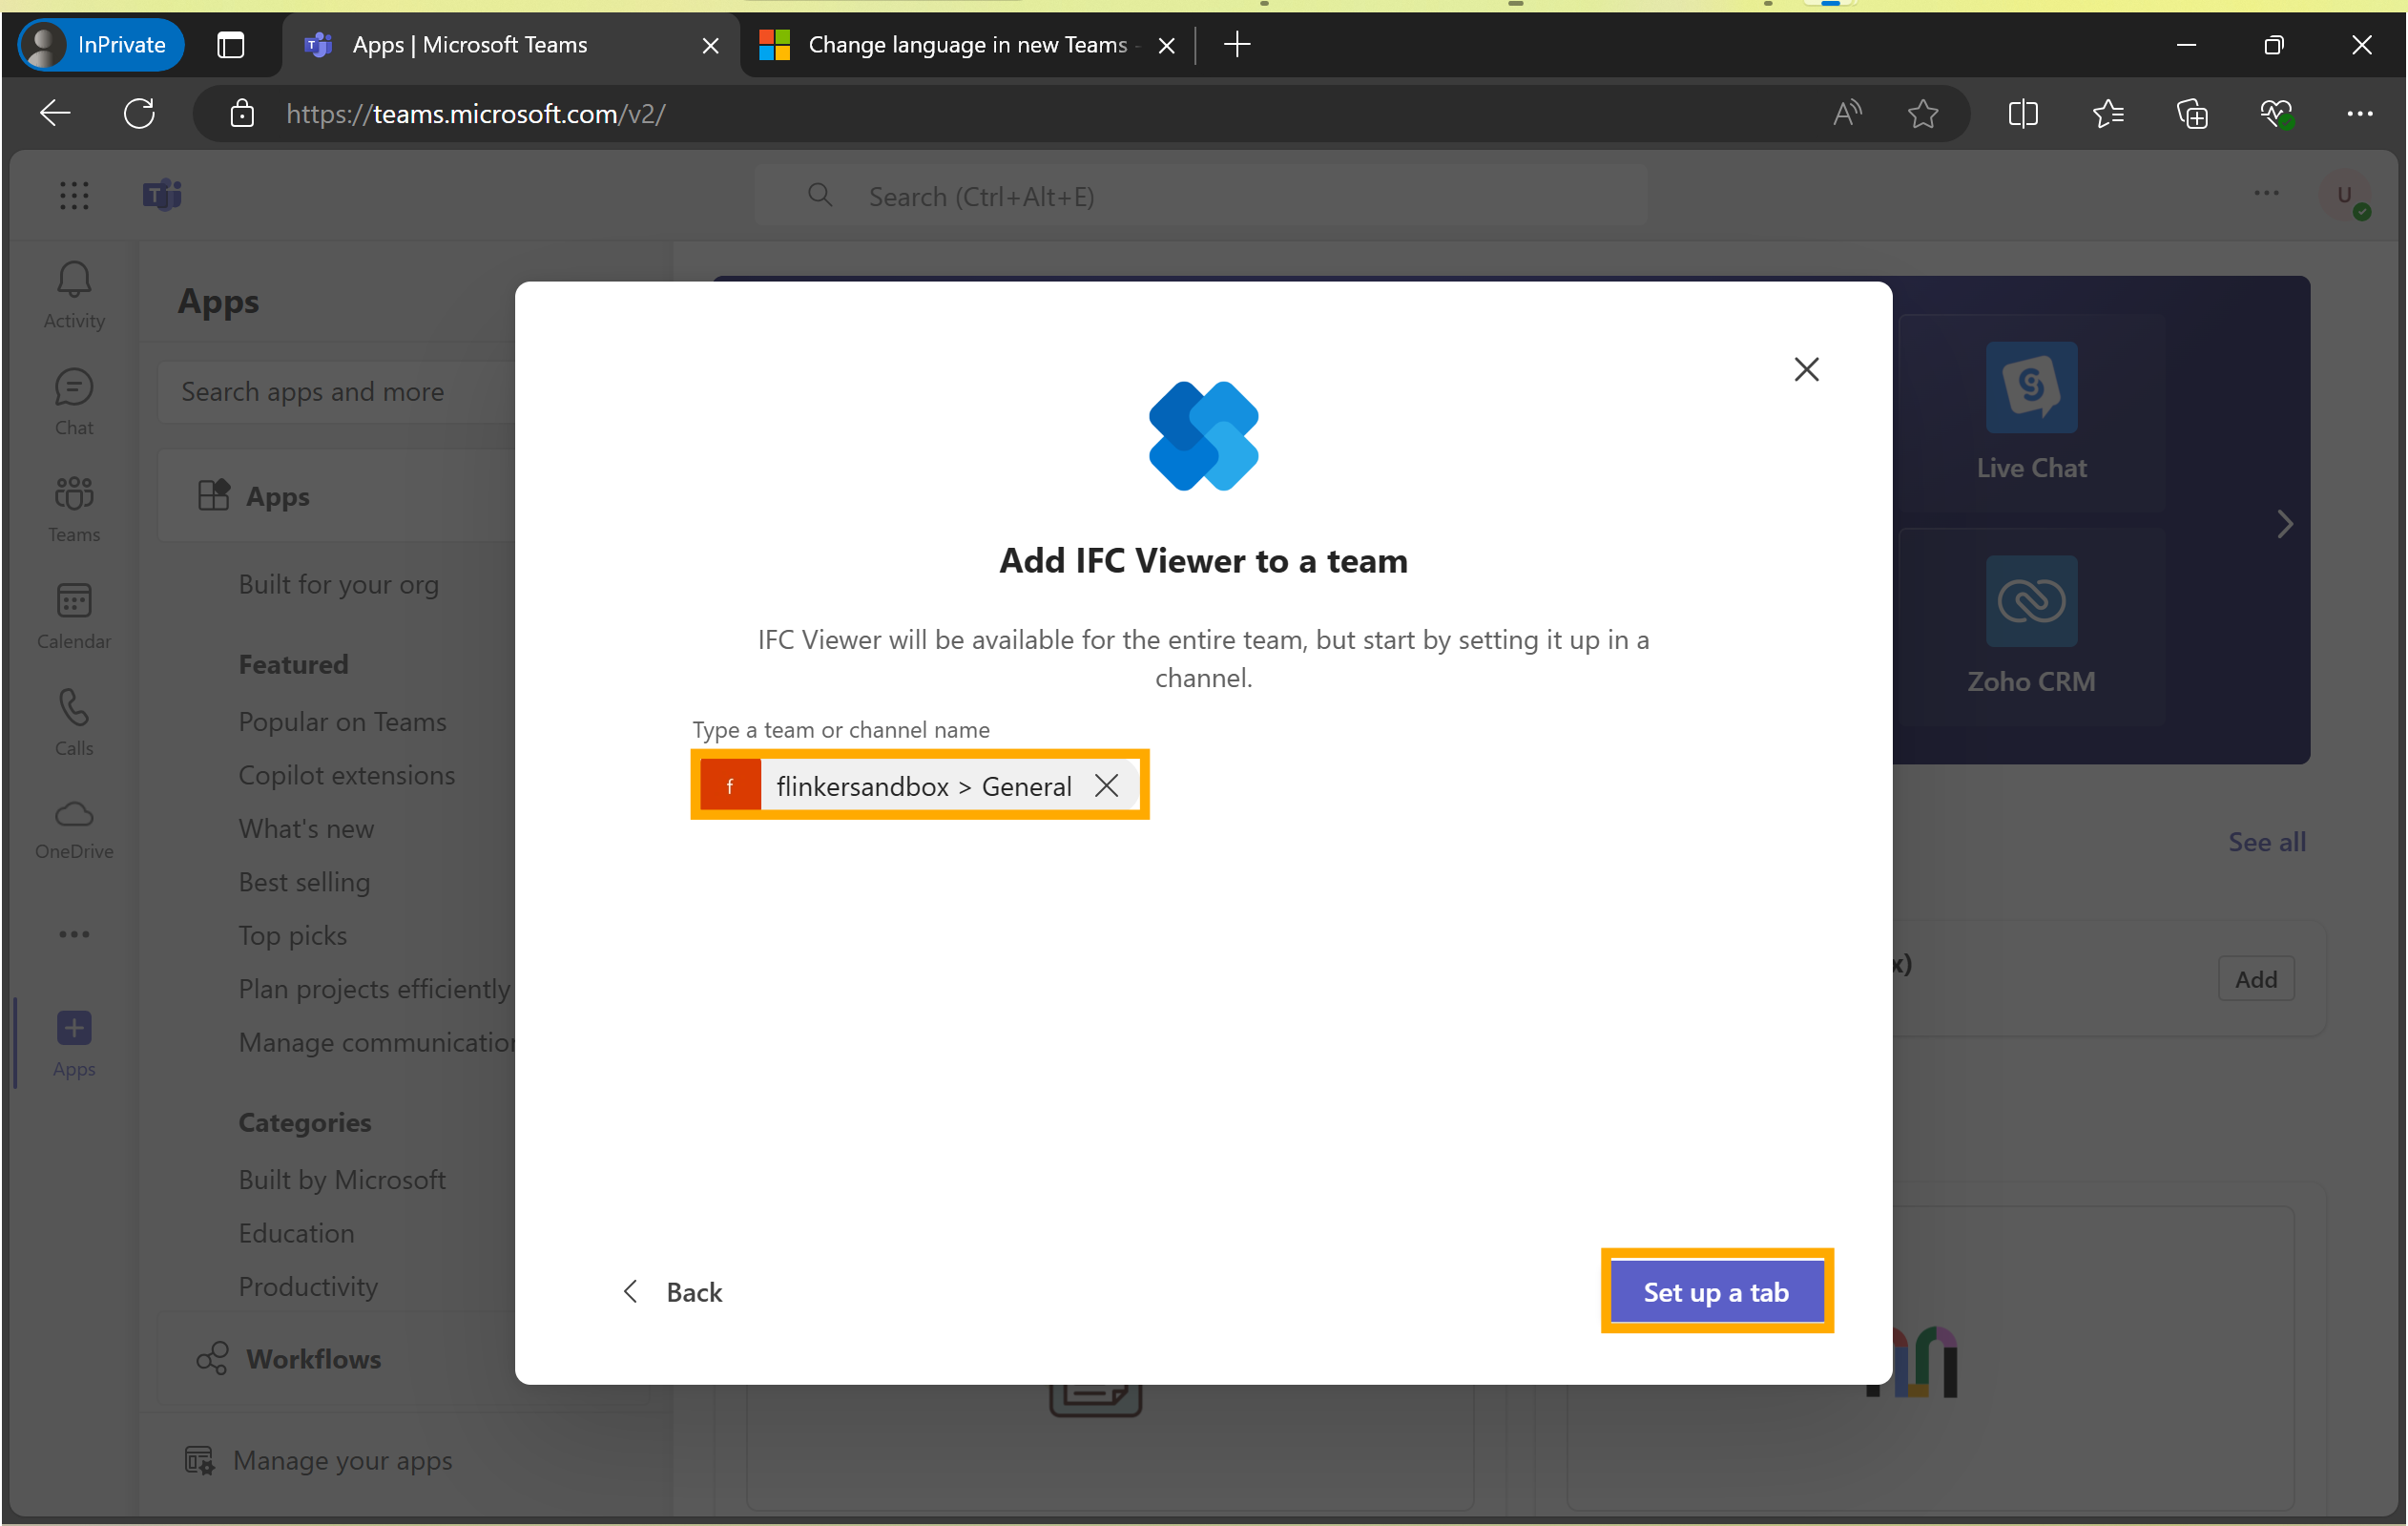 InPrivate
Apps | Microsoft Teams
Change language in new Teams -
https://teams.microsoft.com/v2/
Search (Ctrl+Alt+E)
U
Activity
Chat
Teams
Calendar
Calls
OneDrive
Apps
Apps
Search apps and more
Apps
Built for your org
Featured
Popular on Teams
Copilot extensions
What's new
Best selling
Top picks
Plan projects efficiently
Manage communication
Categories
Built by Microsoft
Education
Productivity
Workflows
Manage your apps
Add IFC Viewer to a team
IFC Viewer will be available for the entire team, but start by setting it up in a
channel.
Type a team or channel name
f flinkersandbox > General
Back
Set up a tab
Live Chat
Zoho CRM
See all
x)
Add